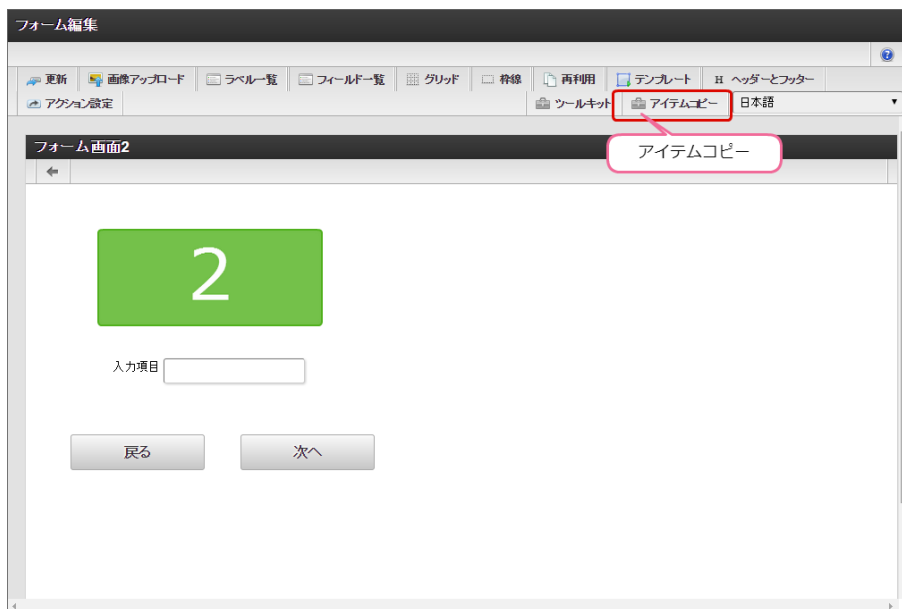 フォーム編集
更新 画像アップロード ラベル一覧 フィールド一覧 グリッド 枠線 再利用 テンプレート H ヘッダーとフッター
アクション設定 ツールキット アイテムコピー 日本語
アイテムコピー
フォーム画面2
2
入力項目
戻る 次へ